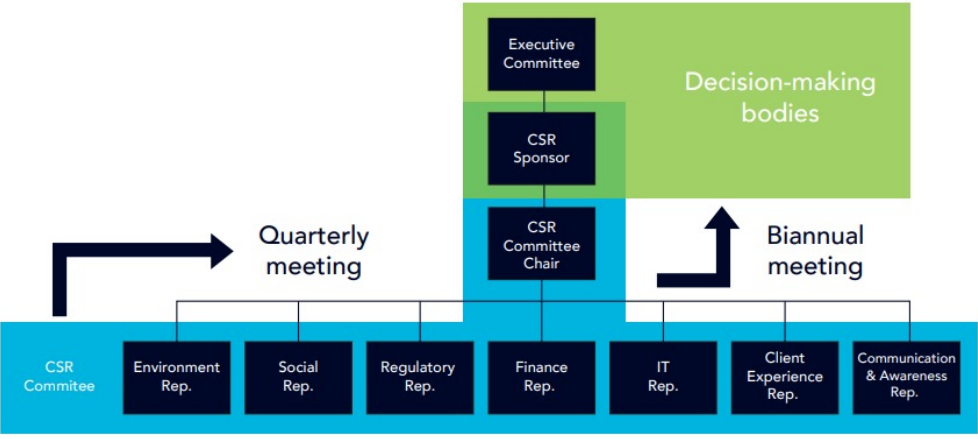 Executive
Committee
Decision-making
bodies
CSR
Sponsor
CSR
Committee
Chair
Quarterly
meeting
Biannual
meeting
CSR
Commitee
Environment
Rep.
Social
Rep.
Regulatory
Rep.
Finance
Rep.
IT
Rep.
Client
Experience
Rep.
Communication
& Awareness
Rep.